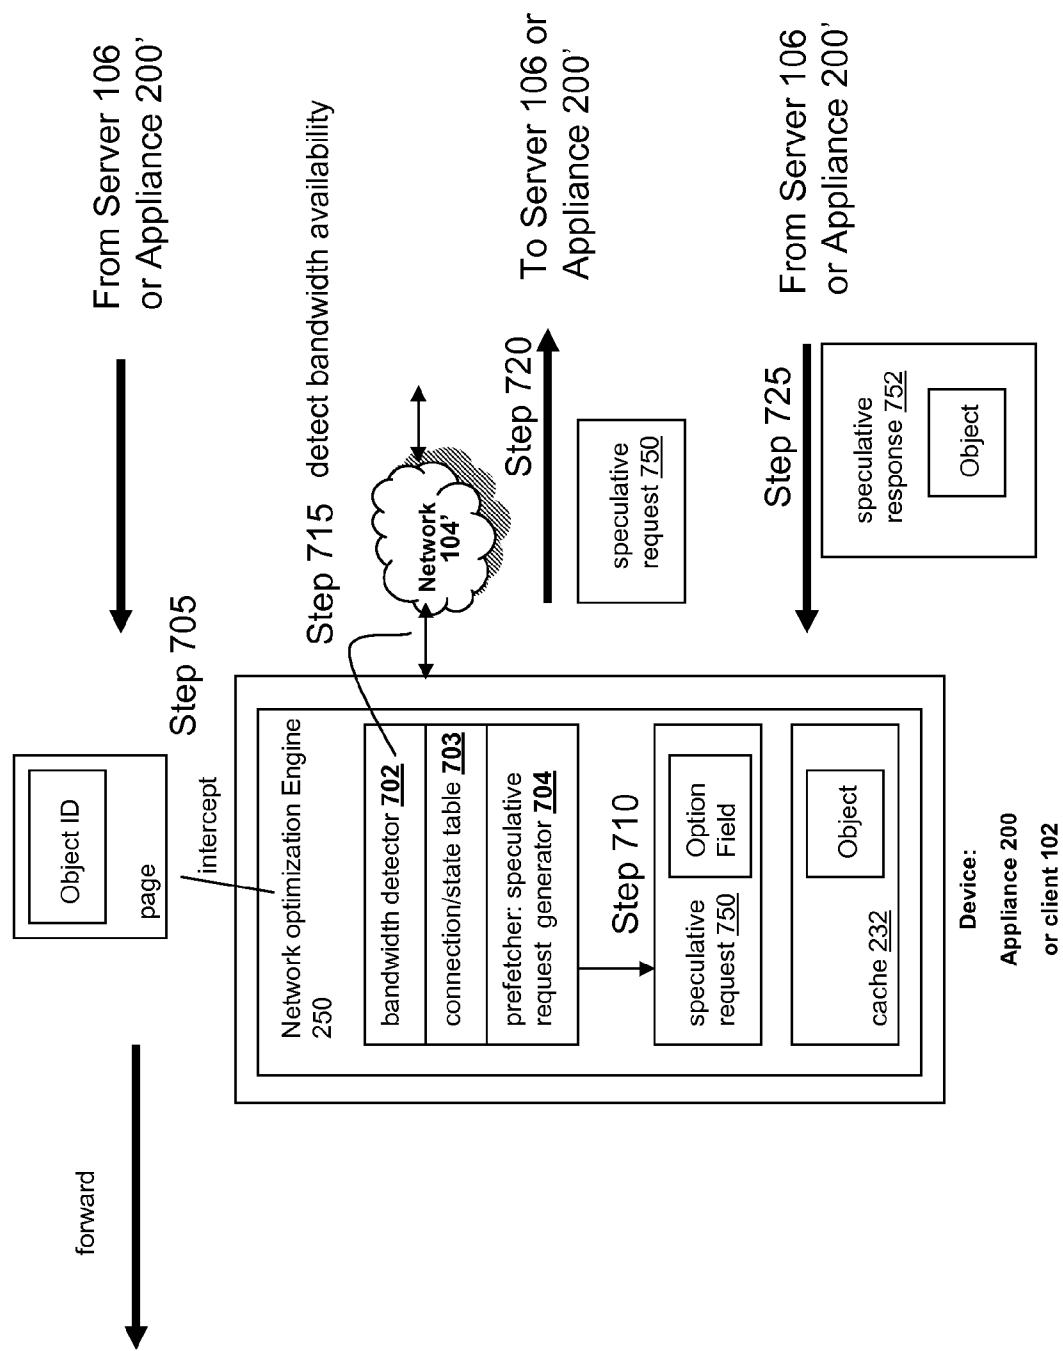 From Server 106
or Appliance 200’
Object ID
page
Step 705
intercept
forward
Step 715
detect bandwidth availability
Network
104’
Network optimization Engine
250
bandwidth detector 702
connection/state table 703
prefetcher: speculative
request generator 704
Step 720
To Server 106 or
Appliance 200’
speculative
request 750
Step 710
speculative
request 750
Option
Field
Step 725
From Server 106
or Appliance 200’
speculative
response 752
Object
cache 232
Object
Device:
Appliance 200
or client 102